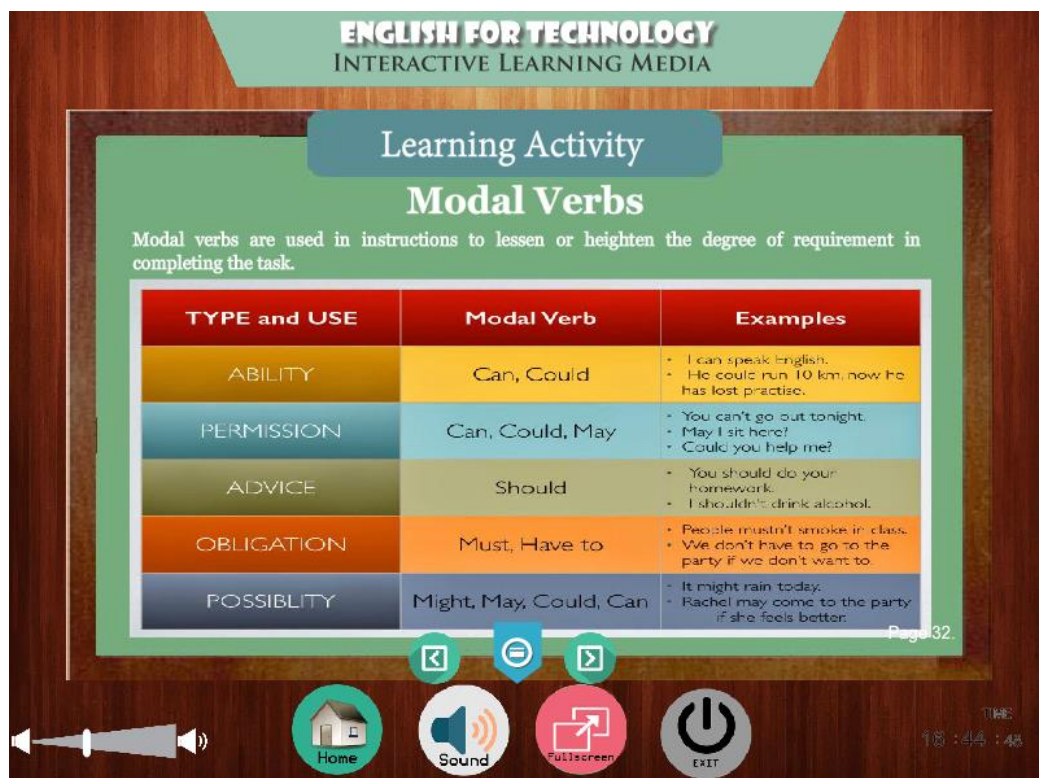 ENGLISH FOR TECHNOLOGY
INTERACTIVE LEARNING MEDIA
Learning Activity
Modal Verbs
Modal verbs are used in instructions to lessen or heighten the degree of requirement in
completing the task.
TYPE and USE Modal Verb Examples
ABILITY Can, Could
• I can speak English.
• He could run 10 km, now he
has lost practise.
PERMISSION Can, Could, May
• You can't go out tonight.
• May I sit here?
• Could you help me?
ADVICE Should
• You should do your
homework.
• I shouldn't drink alcohol.
OBLIGATION Must, Have to
• People mustn't smoke in class.
• We don't have to go to the
party if we don't want to.
POSSIBLITY Might, May, Could, Can
• It might rain today.
• Rachel may come to the party
if she feels better.
Page 32.
Home
Sound
Fullscreen
EXIT
TIME
16 :44 : 48